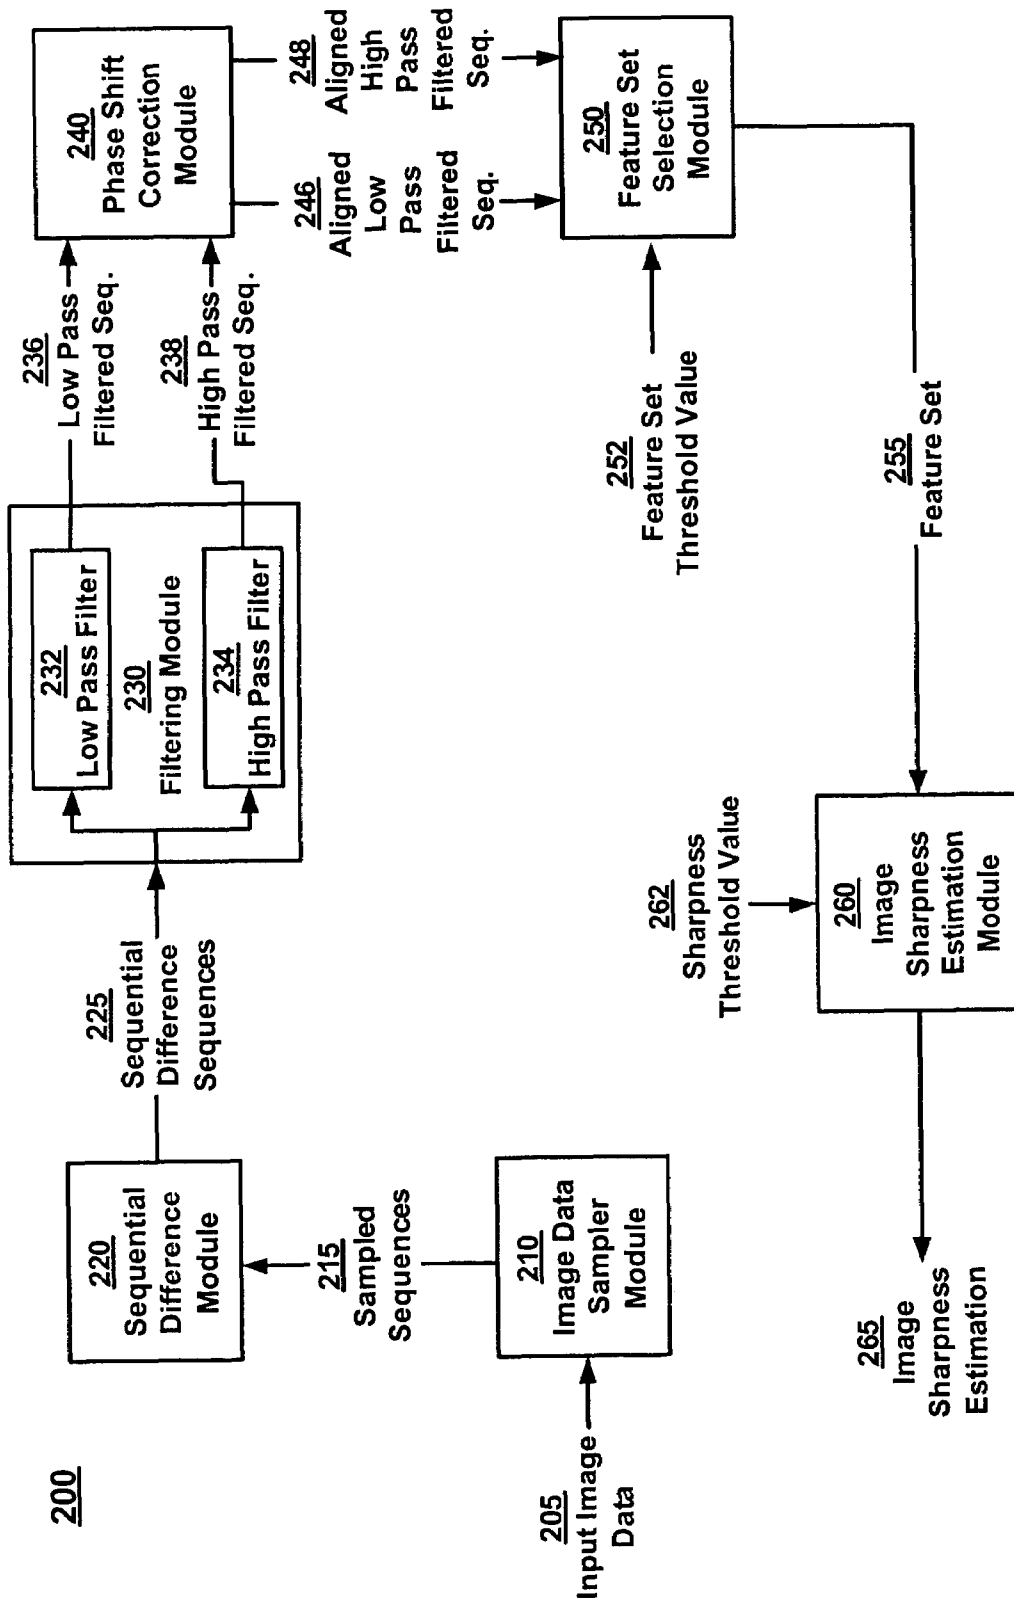 200
205
Input Image
Data
210
Image Data
Sampler
Module
215
Sampled
Sequences
220
Sequential
Difference
Module
225
Sequential
Difference
Sequences
232
Low Pass Filter
230
Filtering Module
234
High Pass Filter
236
Low Pass
Filtered Seq.
238
High Pass
Filtered Seq.
240
Phase Shift
Correction
Module
246
Aligned
Low
Pass
Filtered
Seq.
248
Aligned
High
Pass
Filtered
Seq.
250
Feature Set
Selection
Module
252
Feature Set
Threshold Value
255
Feature Set
262
Sharpness
Threshold Value
260
Image
Sharpness
Estimation
Module
265
Image
Sharpness
Estimation